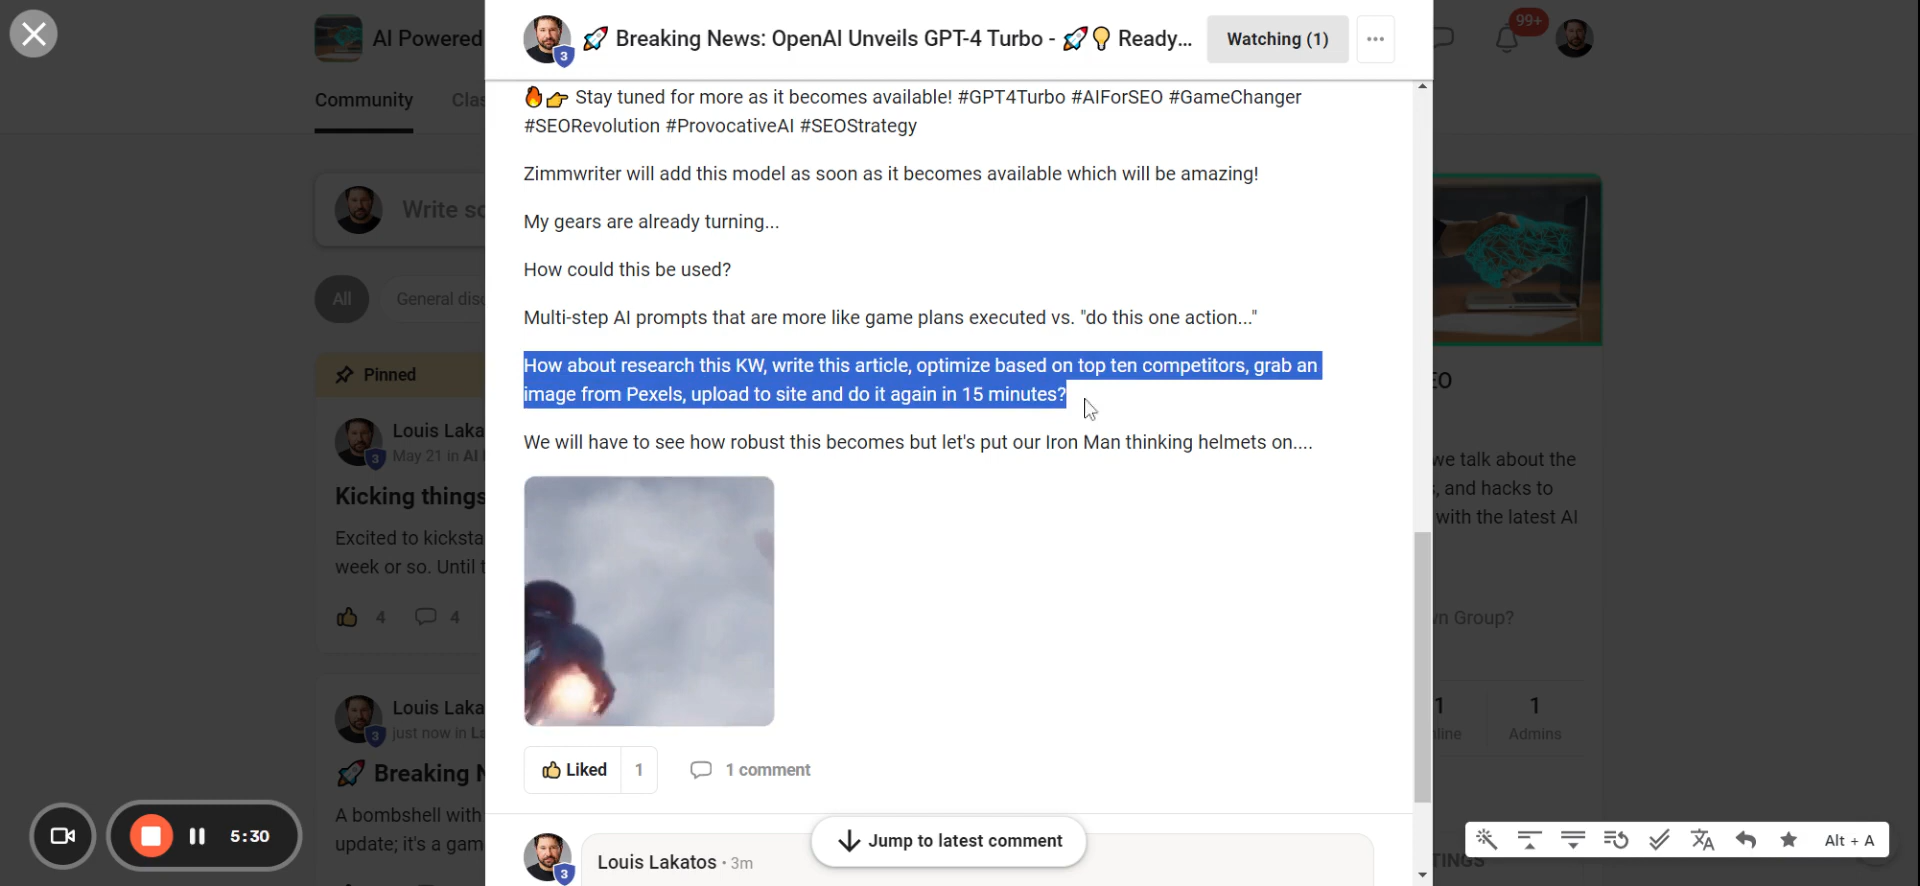 AI Powered
3
🚀 Breaking News: OpenAI Unveils GPT-4 Turbo - 🚀💡 Ready...
Watching (1)
99+
Community
🔥👉 Stay tuned for more as it becomes available! #GPT4Turbo #AIForSEO #GameChanger
#SEORevolution #ProvocativeAI #SEOStrategy
Zimmwriter will add this model as soon as it becomes available which will be amazing!
Write
My gears are already turning...
How could this be used?
All
General
Multi-step AI prompts that are more like game plans executed vs. "do this one action..."
Pinned
How about research this KW, write this article, optimize based on top ten competitors, grab an
image from Pexels, upload to site and do it again in 15 minutes?
Louis
3
May 21 in AI
We will have to see how robust this becomes but let's put our Iron Man thinking helmets on....
we talk about the
and hacks to
with the latest AI
Kicking things
Excited to
week or so. Until
4
4
Group?
Louis
3
just now in
1
1
Admins
🚀 Breaking
A bombshell with
update; it's a
Liked
1
1 comment
5:30
Jump to latest comment
Louis Lakatos · 3m
3
Alt + A